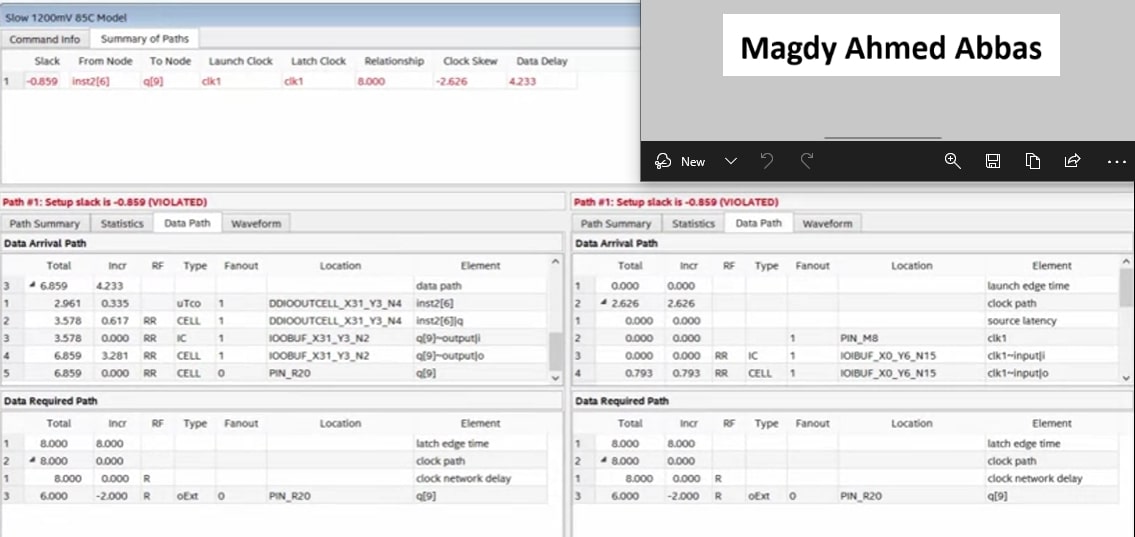 Slow 1200mV 85C Model
Command Info Summary of Paths
Slack From Node To Node Launch Clock Latch Clock Relationship Clock Skew Data Delay
1 -0.859 inst2[6] q[9] clk1 clk1 8.000 -2.626 4.233
Magdy Ahmed Abbas
New
Path #1: Setup slack is -0.859 (VIOLATED)
Path Summary Statistics Data Path Waveform
Data Arrival Path
Total Incr RF Type Fanout Location Element
3 6.859 4.233 data path
1 2.961 0.335 uTco 1 DDIOOUTCELL_X31_Y3_N4 inst2[6]
2 3.578 0.617 RR CELL 1 DDIOOUTCELL_X31_Y3_N4 inst2[6]|q
3 3.578 0.000 RR IC 1 IOOBUF_X31_Y3_N2 q[9]~output|i
4 6.859 3.281 RR CELL 1 IOOBUF_X31_Y3_N2 q[9]~output|o
5 6.859 0.000 RR CELL 0 PIN_R20 q[9]
Data Required Path
Total Incr RF Type Fanout Location Element
1 8.000 8.000 latch edge time
2 8.000 0.000 clock path
1 8.000 0.000 R clock network delay
3 6.000 -2.000 R oExt 0 PIN_R20 q[9]
Path #1: Setup slack is -0.859 (VIOLATED)
Path Summary Statistics Data Path Waveform
Data Arrival Path
Total Incr RF Type Fanout Location Element
1 0.000 0.000 launch edge time
2 2.626 2.626 clock path
1 0.000 0.000 source latency
2 0.000 0.000 1 PIN_M8 clk1
3 0.000 0.000 RR IC 1 IOIBUF_X0_Y6_N15 clk1~input|i
4 0.793 0.793 RR CELL 1 IOIBUF_X0_Y6_N15 clk1~input|o
Data Required Path
Total Incr RF Type Fanout Location Element
1 8.000 8.000 latch edge time
2 8.000 0.000 clock path
1 8.000 0.000 R clock network delay
3 6.000 -2.000 R oExt 0 PIN_R20 q[9]